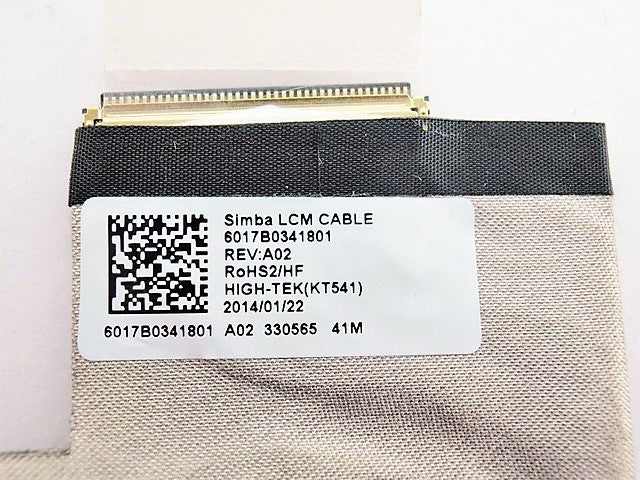 Simba LCM CABLE
6017B0341801
REV:A02
RoHS2/HF
HIGH-TEK(KT541)
2014/01/22
6017B0341801 A02 330565 41M